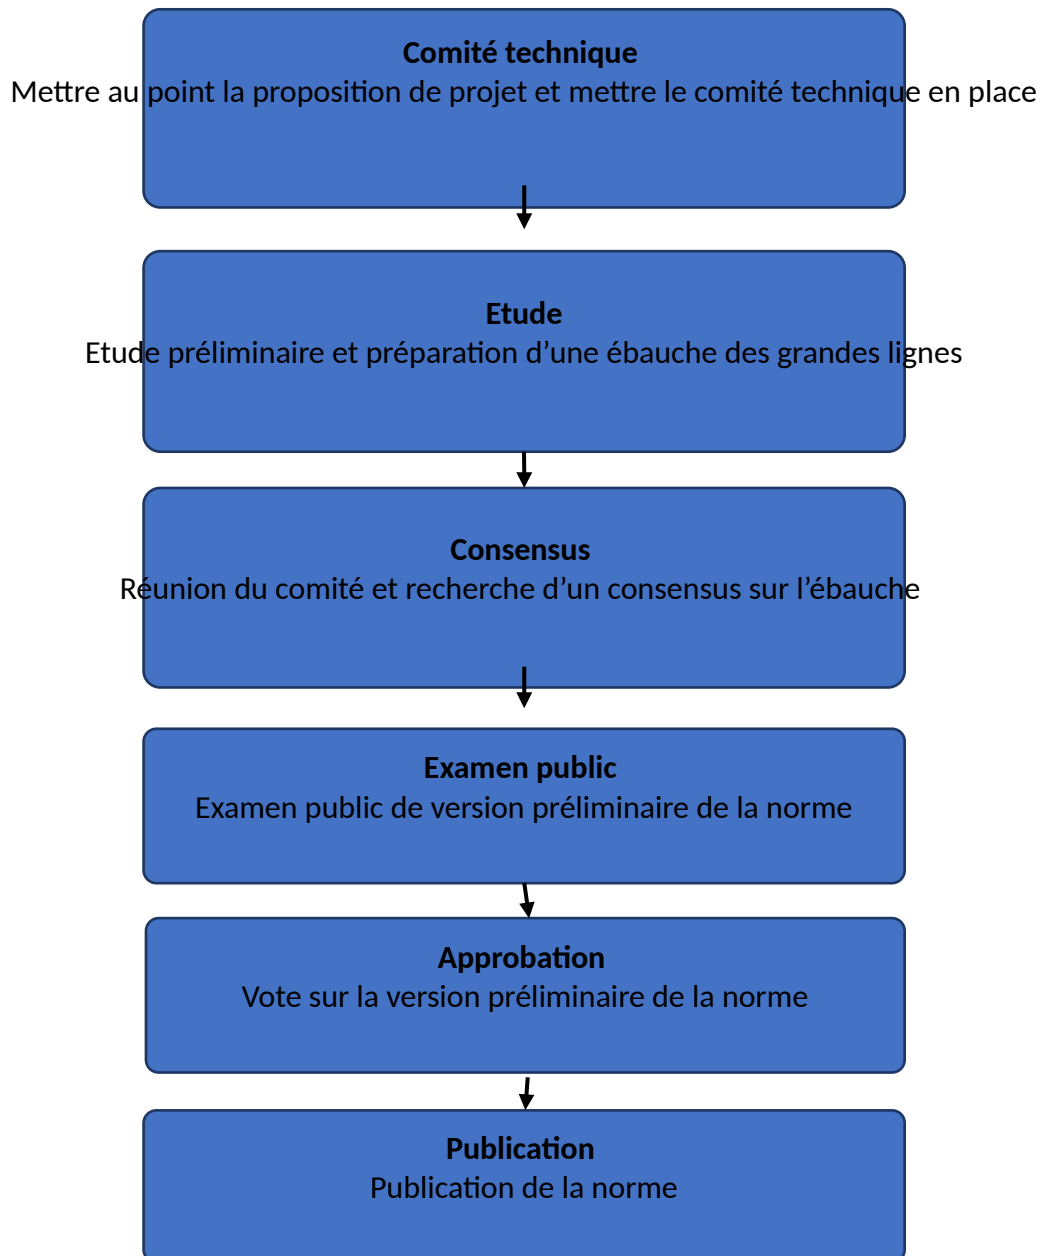 Comité technique
Mettre au point la proposition de projet et mettre le comité technique en place
Etude
Etude préliminaire et préparation d’une ébauche des grandes lignes
Consensus
Réunion du comité et recherche d’un consensus sur l’ébauche
Examen public
Examen public de version préliminaire de la norme
Approbation
Vote sur la version préliminaire de la norme
Publication
Publication de la norme